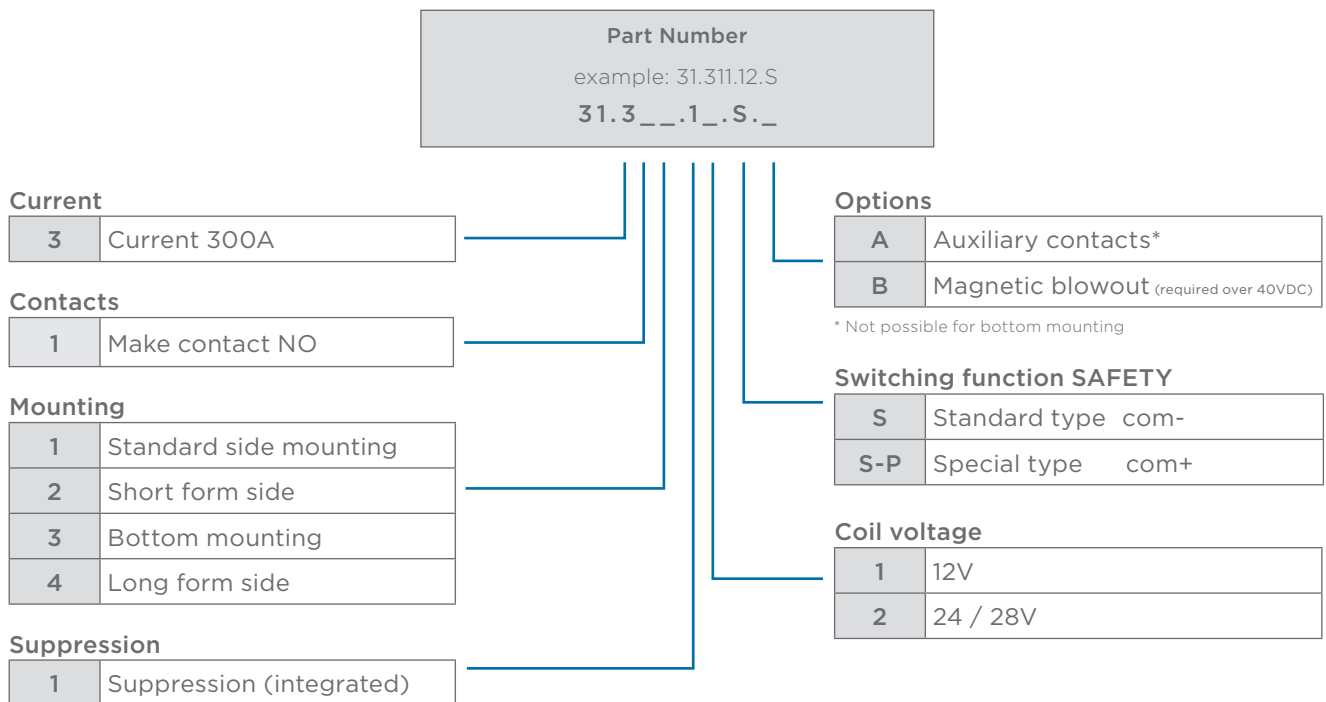 Part Number
example: 31.311.12.S
31.3__.1_.S._
Current
3 Current 300A
Contacts
1 Make contact NO
Mounting
1 Standard side mounting
2 Short form side
3 Bottom mounting
4 Long form side
Suppression
1 Suppression (integrated)
Options
A Auxiliary contacts*
B Magnetic blowout (required over 40VDC)
* Not possible for bottom mounting
Switching function SAFETY
S Standard type com-
S-P Special type com+
Coil voltage
1 12V
2 24 / 28V